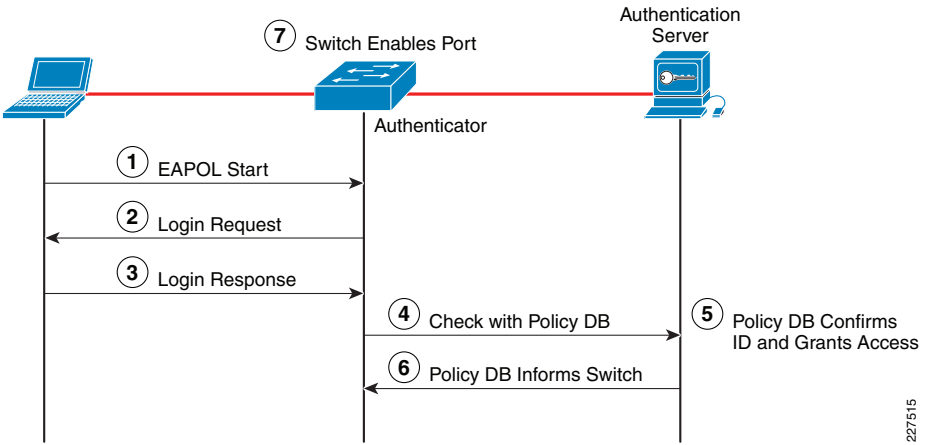 Authentication
Server
7 Switch Enables Port
Authenticator
1 EAPOL Start
2 Login Request
3 Login Response
4 Check with Policy DB
5 Policy DB Confirms
ID and Grants Access
6 Policy DB Informs Switch
227515